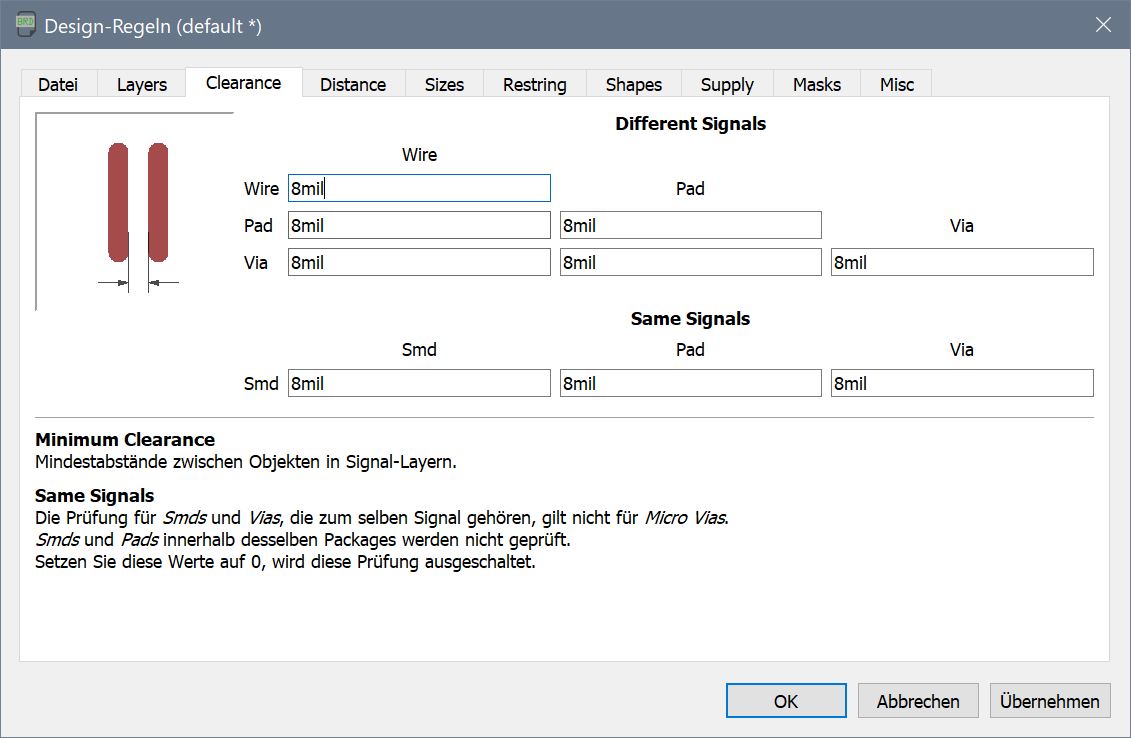 BRD
Design-Regeln (default *)
Datei Layers Clearance Distance Sizes Restring Shapes Supply Masks Misc
Different Signals
Wire
Wire 8mil Pad
Pad 8mil 8mil Via
Via 8mil 8mil 8mil
Same Signals
Smd Pad Via
Smd 8mil 8mil 8mil
Minimum Clearance
Mindestabstände zwischen Objekten in Signal-Layern.
Same Signals
Die Prüfung für Smds und Vias, die zum selben Signal gehören, gilt nicht für Micro Vias.
Smds und Pads innerhalb desselben Packages werden nicht geprüft.
Setzen Sie diese Werte auf 0, wird diese Prüfung ausgeschaltet.
OK Abbrechen Übernehmen